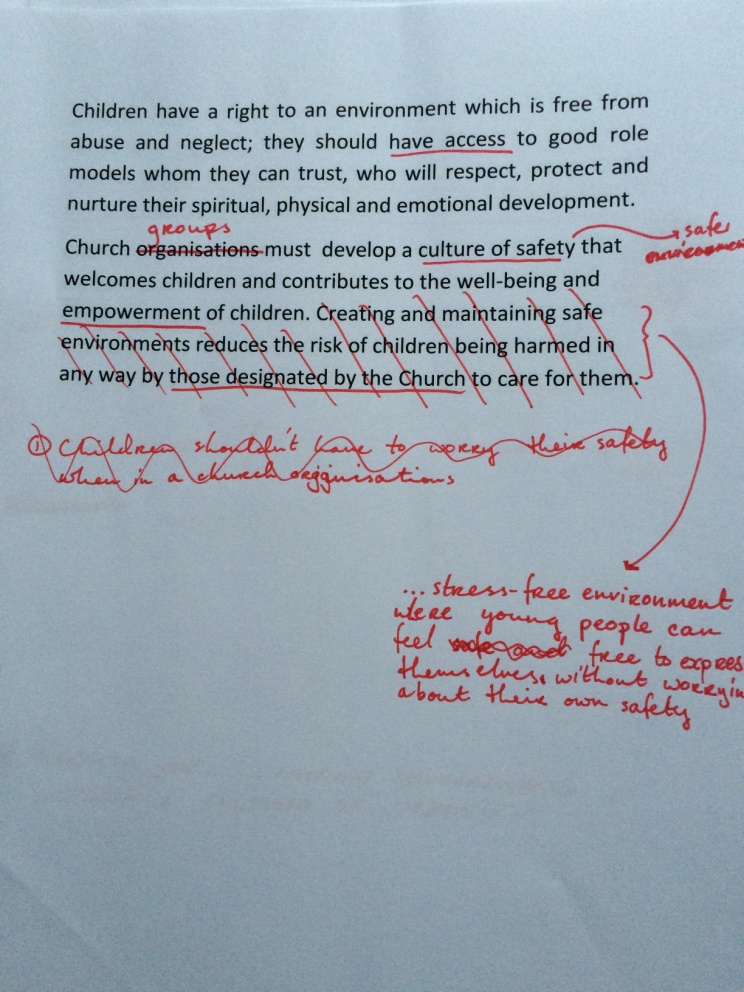 Children have a right to an environment which is free from
abuse and neglect; they should have access to good role
models whom they can trust, who will respect, protect and
nurture their spiritual, physical and emotional development.
groups
Church organisations must develop a culture of safety that
safe
environment
welcomes children and contributes to the well-being and
empowerment of children. Creating and maintaining safe
environments reduces the risk of children being harmed in
any way by those designated by the Church to care for them.
① Children shouldn't have to worry their safety
when in a church orggnisations
... stress-free environment
were young people can
feel free to expres
themselves, without worryin
about their own safety